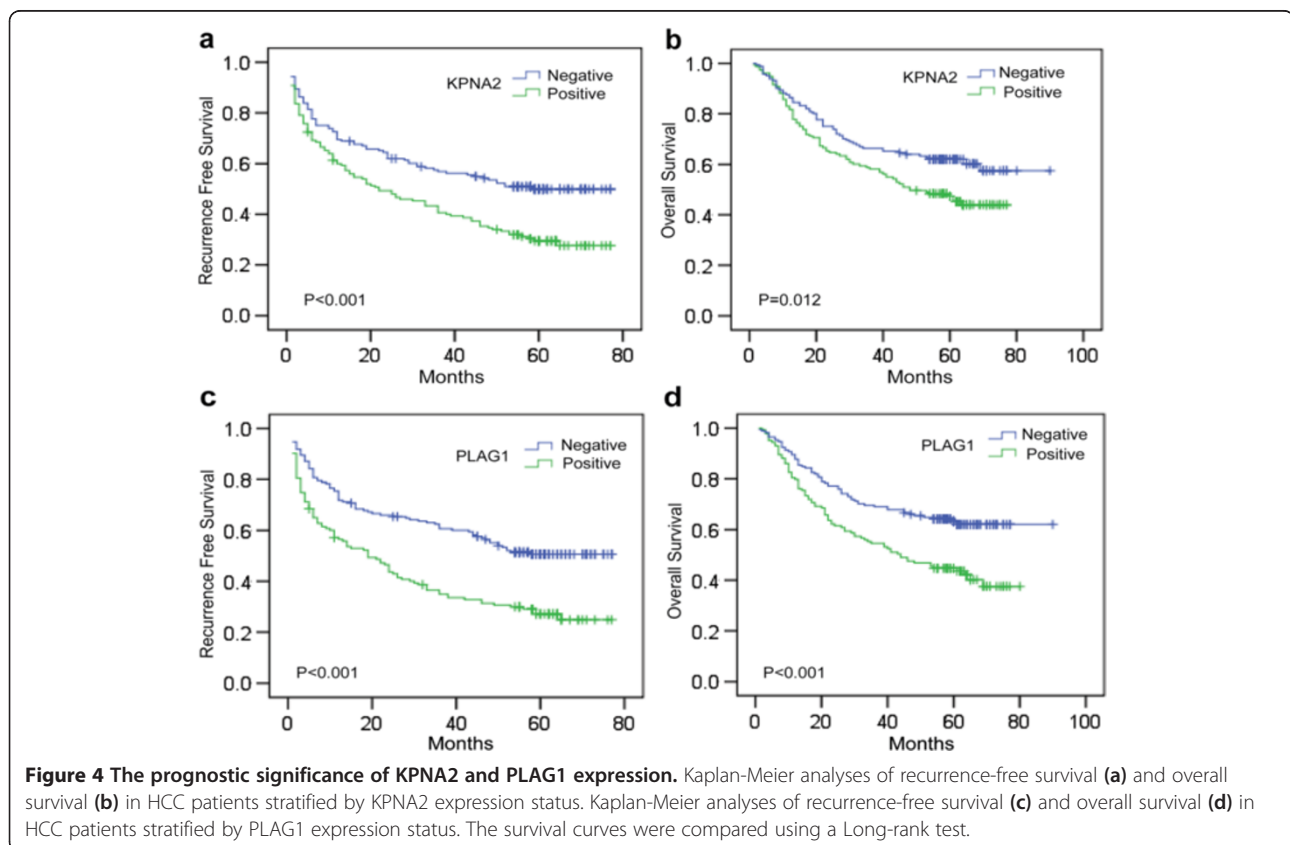 a
1.0
0.8
0.6
0.4
0.2
0.0
Recurrence Free Survival
KPNA2
Negative
Positive
P<0.001
0 20 40 60 80
Months
b
1.0
0.8
0.6
0.4
0.2
0.0
Overall Survival
KPNA2
Negative
Positive
P=0.012
0 20 40 60 80 100
Months
c
1.0
0.8
0.6
0.4
0.2
0.0
Recurrence Free Survival
PLAG1
Negative
Positive
P<0.001
0 20 40 60 80
Months
d
1.0
0.8
0.6
0.4
0.2
0.0
Overall Survival
PLAG1
Negative
Positive
P<0.001
0 20 40 60 80 100
Months
Figure 4 The prognostic significance of KPNA2 and PLAG1 expression. Kaplan-Meier analyses of recurrence-free survival (a) and overall
survival (b) in HCC patients stratified by KPNA2 expression status. Kaplan-Meier analyses of recurrence-free survival (c) and overall survival (d) in
HCC patients stratified by PLAG1 expression status. The survival curves were compared using a Long-rank test.